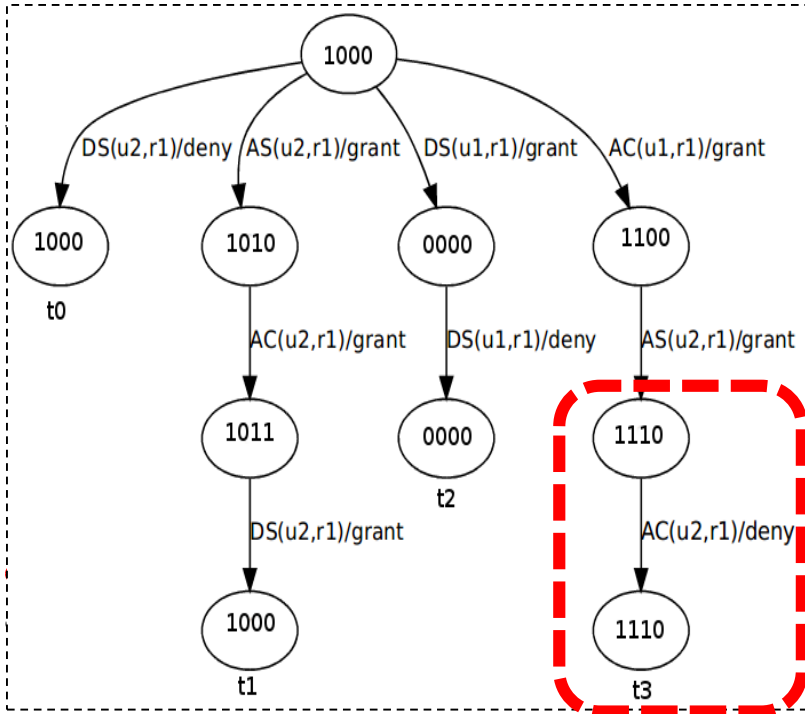 1000
DS(u2,r1)/deny
AS(u2,r1)/grant
DS(u1,r1)/grant
AC(u1,r1)/grant
1000
1010
0000
1100
t0
AC(u2,r1)/grant
DS(u1,r1)/deny
AS(u2,r1)/grant
1011
0000
1110
t2
DS(u2,r1)/grant
AC(u2,r1)/deny
1000
1110
t1
t3